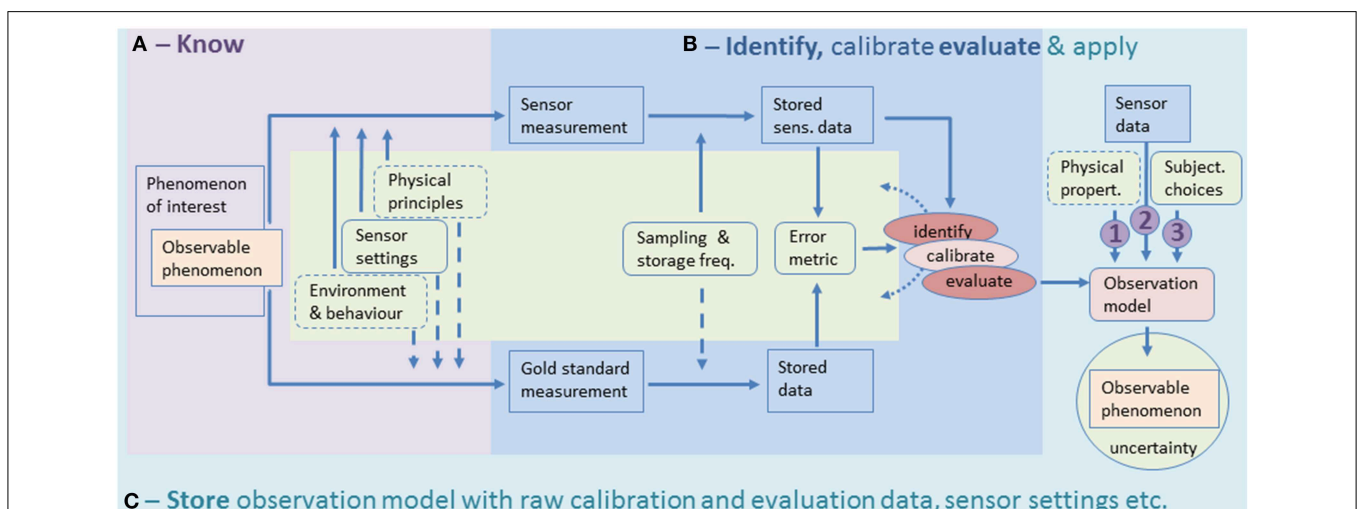 A – Know
B – Identify, calibrate evaluate & apply
Sensor
measurement
Stored
sens. data
Sensor
data
Phenomenon
of interest
Observable
phenomenon
Physical
principles
Sensor
settings
Environment
& behaviour
Sampling &
storage freq.
Error
metric
identify
calibrate
evaluate
Physical
propert.
Subject.
choices
1
2
3
Observation
model
Gold standard
measurement
Stored
data
Observable
phenomenon
uncertainty
C – Store observation model with raw calibration and evaluation data, sensor settings etc.